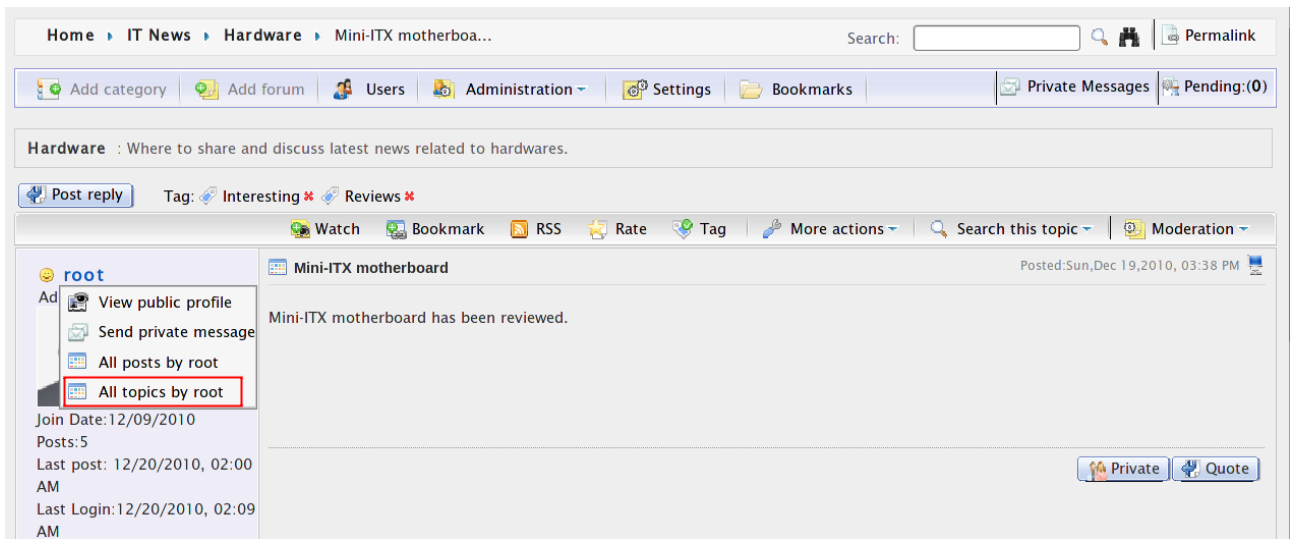 Home IT News Hardware Mini-ITX motherboa... Search: Permalink
Add category Add forum Users Administration Settings Bookmarks Private Messages Pending:(0)
Hardware : Where to share and discuss latest news related to hardwares.
Post reply Tag: Interesting Reviews
Watch Bookmark RSS Rate Tag More actions Search this topic Moderation
root
Mini-ITX motherboard Posted:Sun,Dec 19,2010, 03:38 PM
Ad
View public profile
Send private message
All posts by root
All topics by root
Mini-ITX motherboard has been reviewed.
Join Date:12/09/2010
Posts:5
Last post: 12/20/2010, 02:00
AM
Last Login:12/20/2010, 02:09
AM
Private Quote